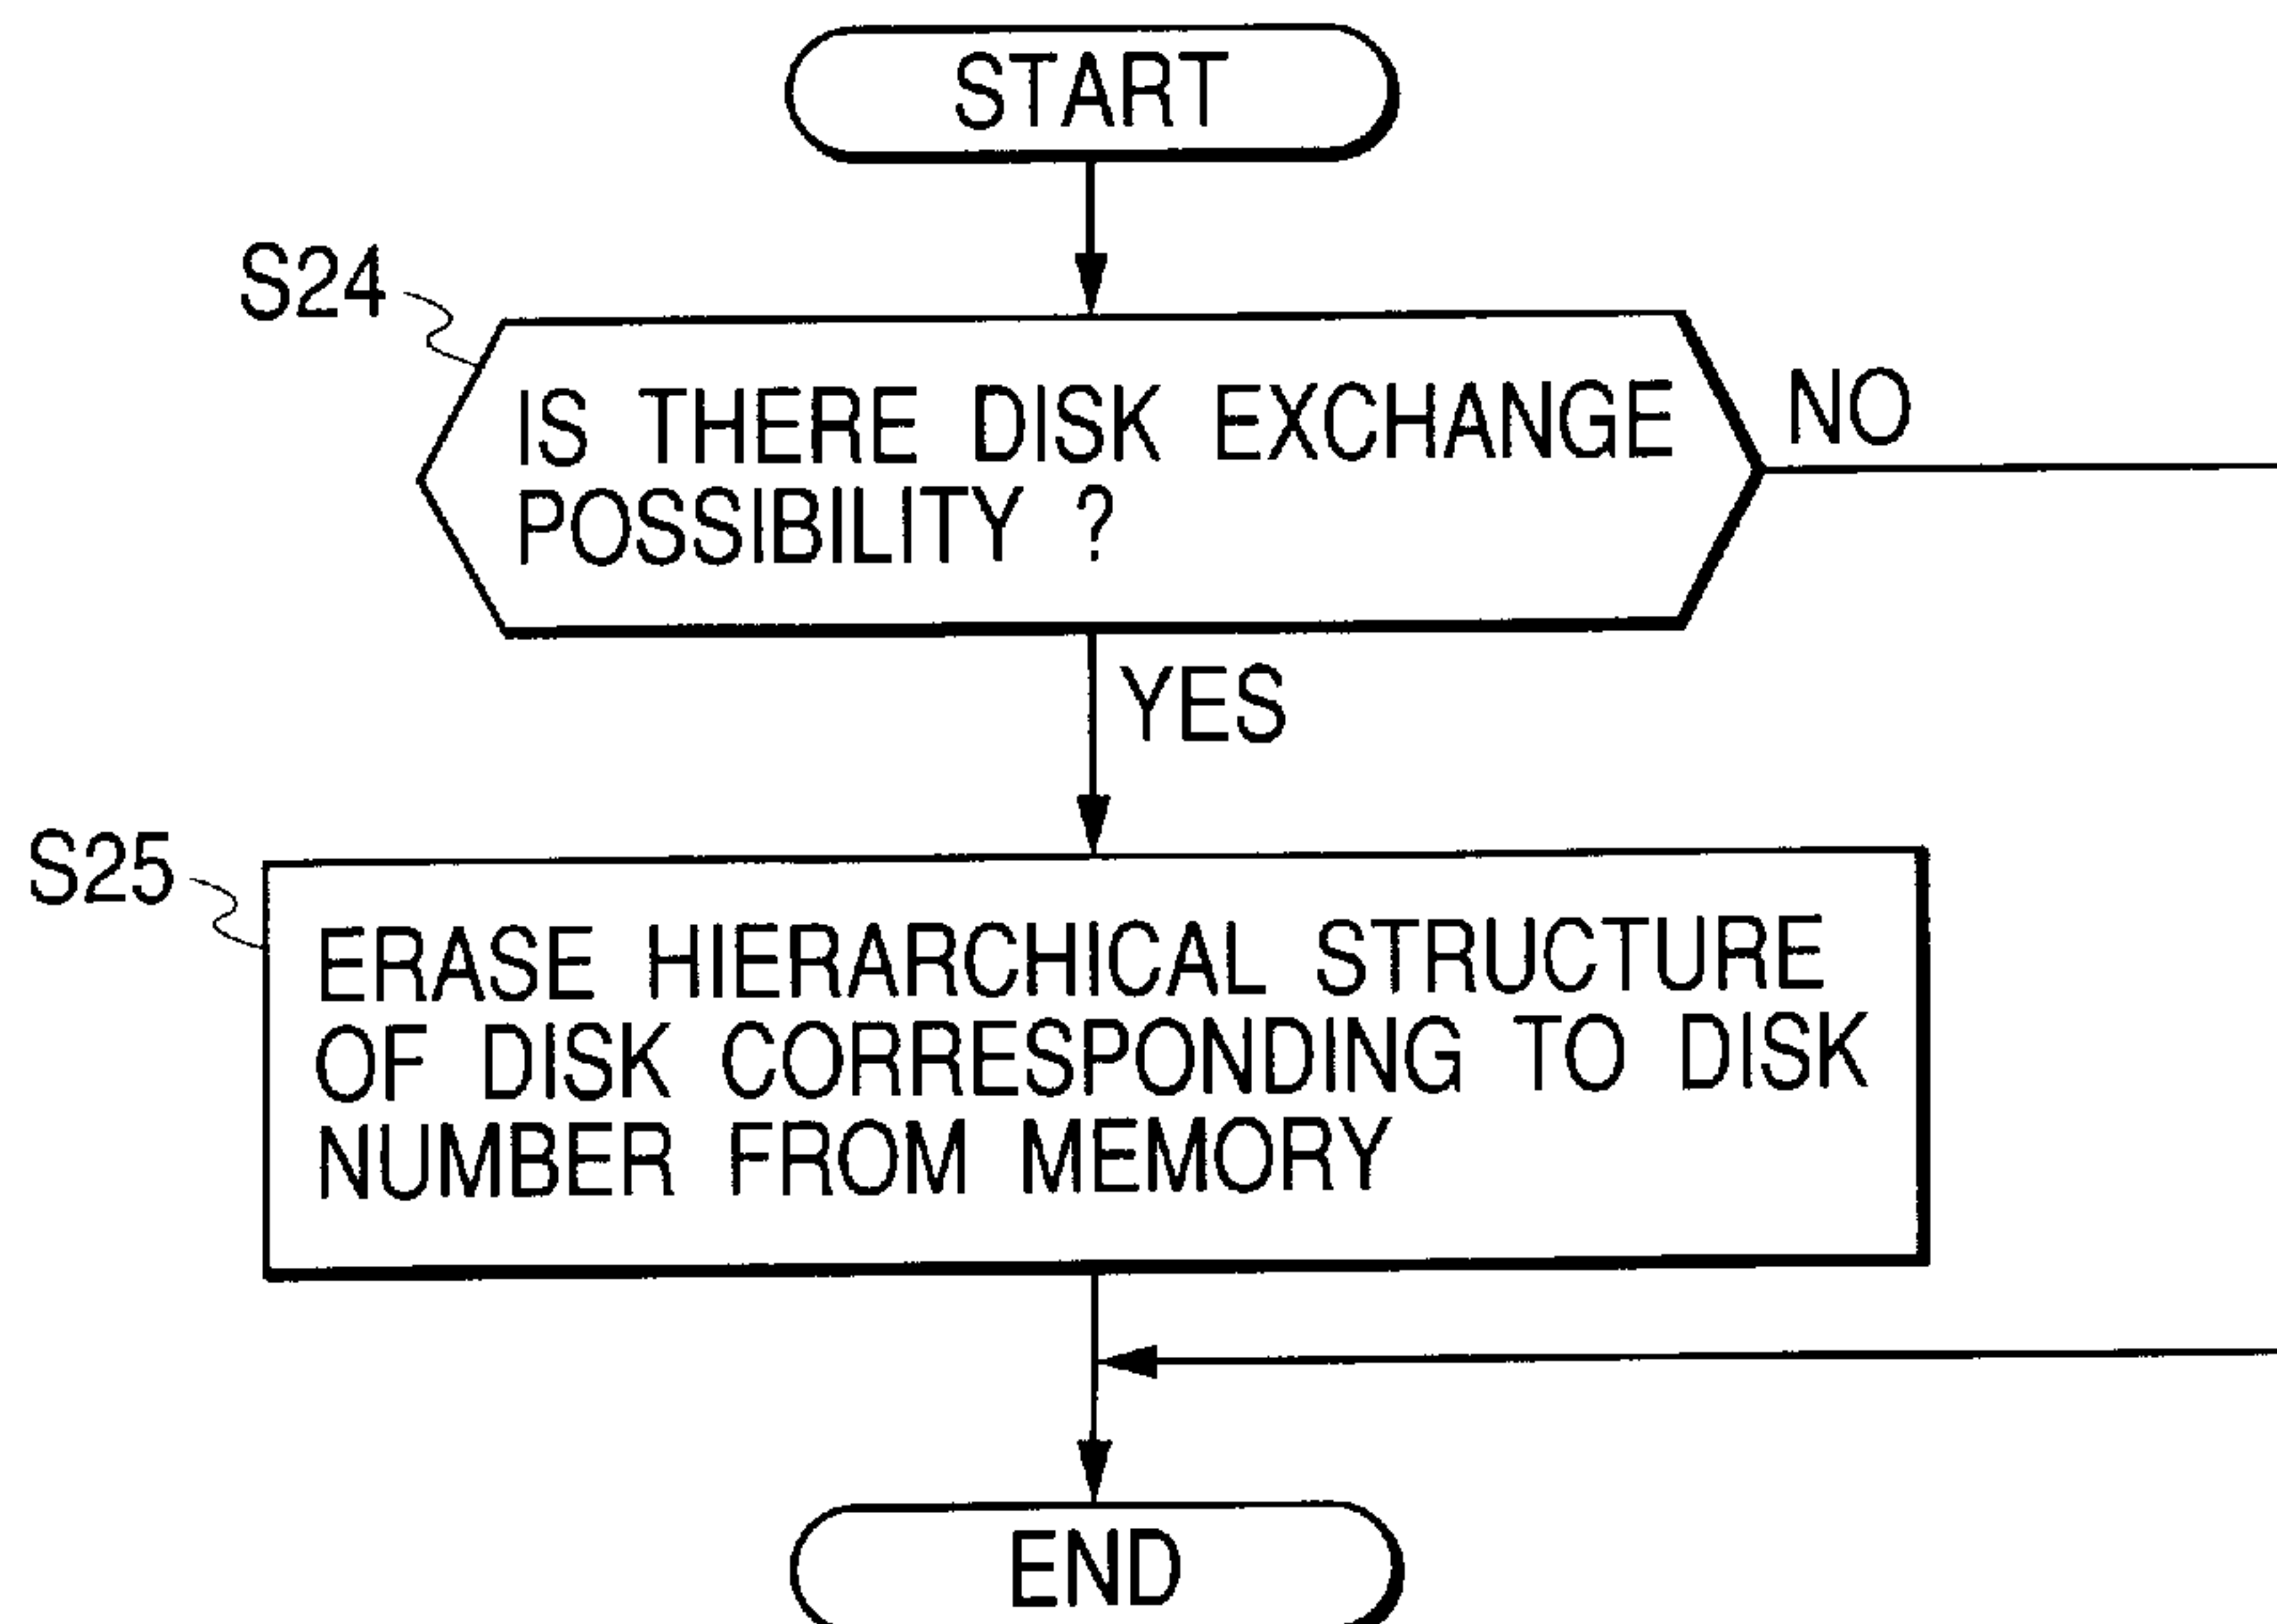 START
S24
IS THERE DISK EXCHANGE
POSSIBILITY ?
NO
YES
S25
ERASE HIERARCHICAL STRUCTURE
OF DISK CORRESPONDING TO DISK
NUMBER FROM MEMORY
END